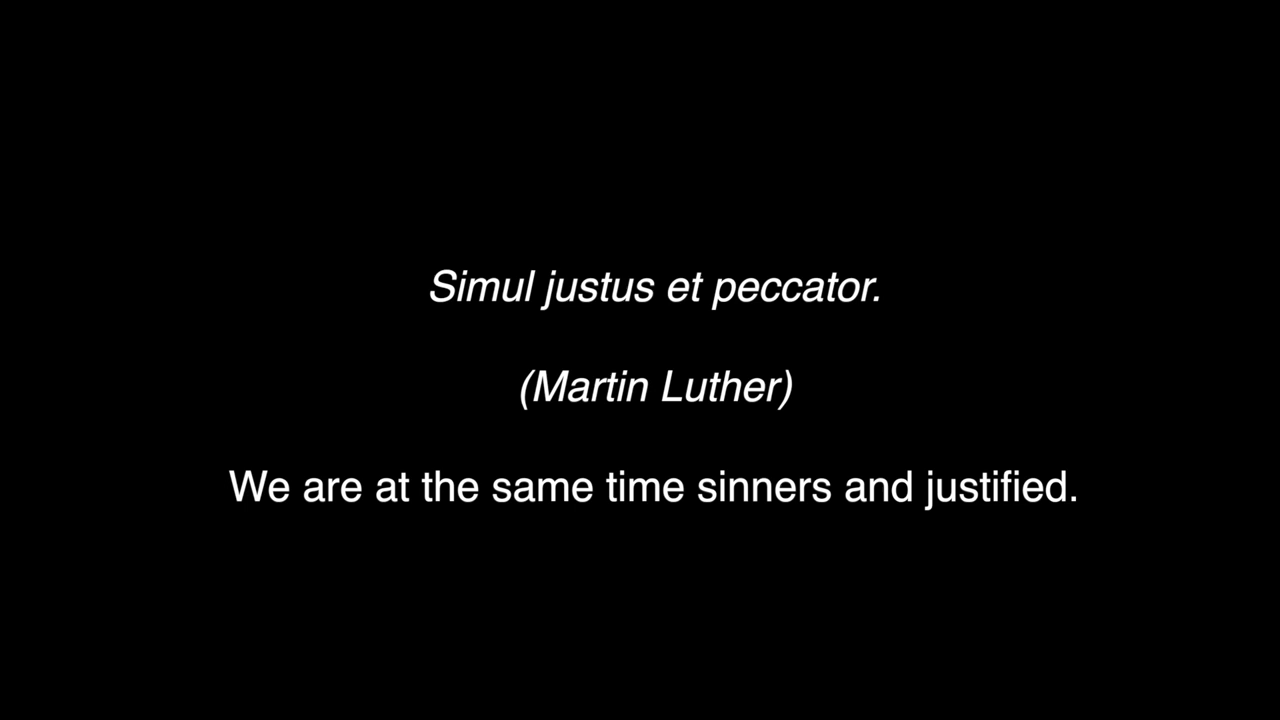 Simul justus et peccator.
(Martin Luther)
We are at the same time sinners and justified.